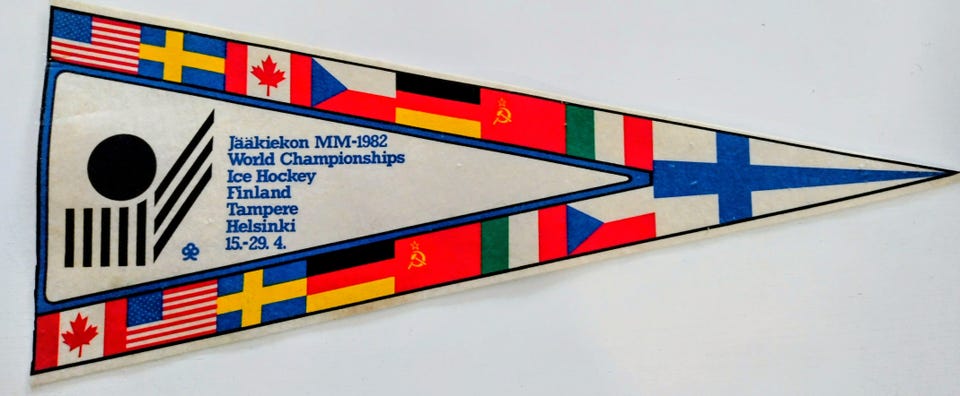 Jääkiekon MM-1982
World Championships
Ice Hockey
Finland
Tampere
Helsinki
15.-29. 4.